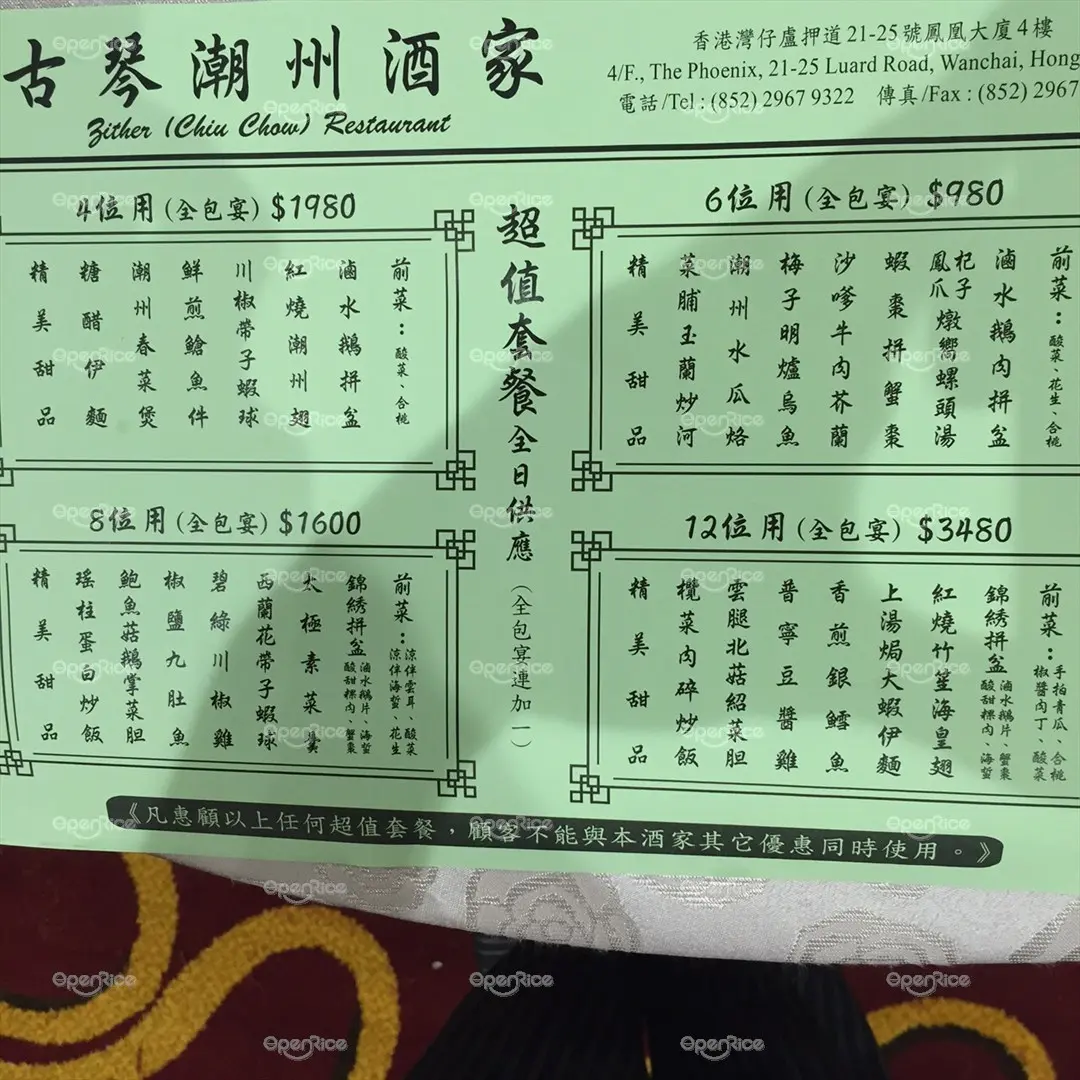 古琴潮州酒家
Zither (Chiu Chow) Restaurant
香港灣仔盧押道 21-25 號鳳凰大廈 4 樓
4/F., The Phoenix, 21-25 Luard Road, Wanchai, Hong
電話/Tel : (852) 2967 9322 傳真/Fax : (852) 2967
超值套餐全日供應（全包宴連加一）
4位用 (全包宴) $1980
前菜：酸菜、合桃
滷水鵝拼盆
紅燒潮州翅
川椒帶子蝦球
鮮煎鱠魚件
潮州春菜煲
糖醋伊麵
精美甜品
6位用 (全包宴) $980
前菜：酸菜、花生、合桃
滷水鵝肉拼盆
杞子鳳爪燉嚮螺頭湯
蝦棗拼蟹棗
沙嗲牛肉芥蘭
梅子明爐烏魚
潮州水瓜烙
菜脯玉蘭炒河
精美甜品
8位用 (全包宴) $1600
前菜：涼伴雲耳、酸菜
涼伴海蜇、花生
錦綉拼盆 滷水鵝片、海蜇
酸甜粿肉、蟹棗
太極素菜羹
西蘭花帶子蝦球
碧綠川椒雞
椒鹽九肚魚
鮑魚菇鵝掌菜胆
瑤柱蛋白炒飯
精美甜品
12位用 (全包宴) $3480
前菜：手拍青瓜、合桃
椒醬肉丁、酸菜
錦綉拼盆 滷水鵝片、蟹棗
酸甜粿肉、海蜇
紅燒竹笙海皇翅
上湯焗大蝦伊麵
香煎銀鱈魚
普寧豆醬雞
雲腿北菇紹菜胆
欖菜肉碎炒飯
精美甜品
《凡惠顧以上任何超值套餐，顧客不能與本酒家其它優惠同時使用。》
OpenRice